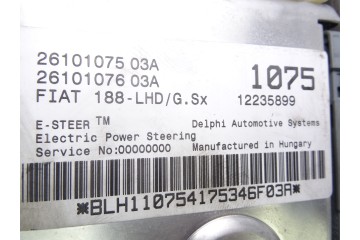 26101075 03A
26101076 03A 1075
FIAT 188-LHD/G.Sx 12235899
E-STEER™ Delphi Automotive Systems
Electric Power Steering
Service No:00000000 Manufactured in Hungary
*BLH110754175346F03A*